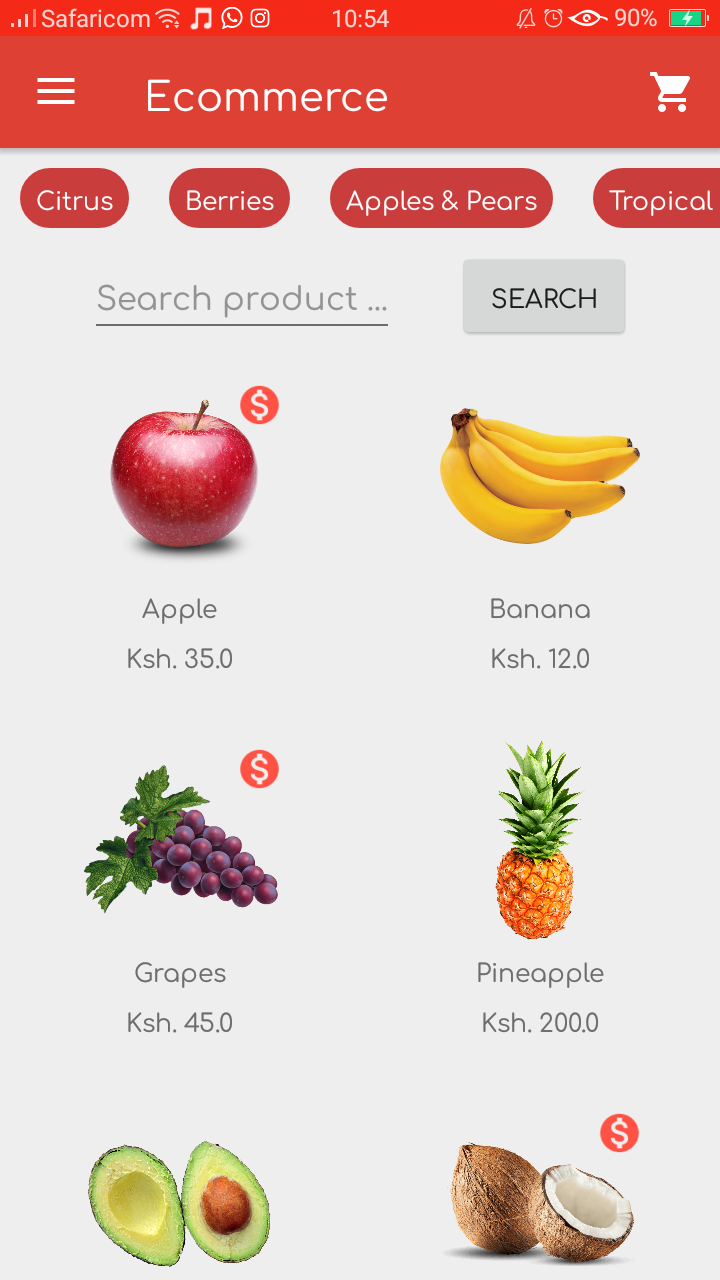 Safaricom 10:54 90%
Ecommerce
Citrus Berries Apples & Pears Tropical
Search product ... SEARCH
$
Apple Banana
Ksh. 35.0 Ksh. 12.0
$
Grapes Pineapple
Ksh. 45.0 Ksh. 200.0
$